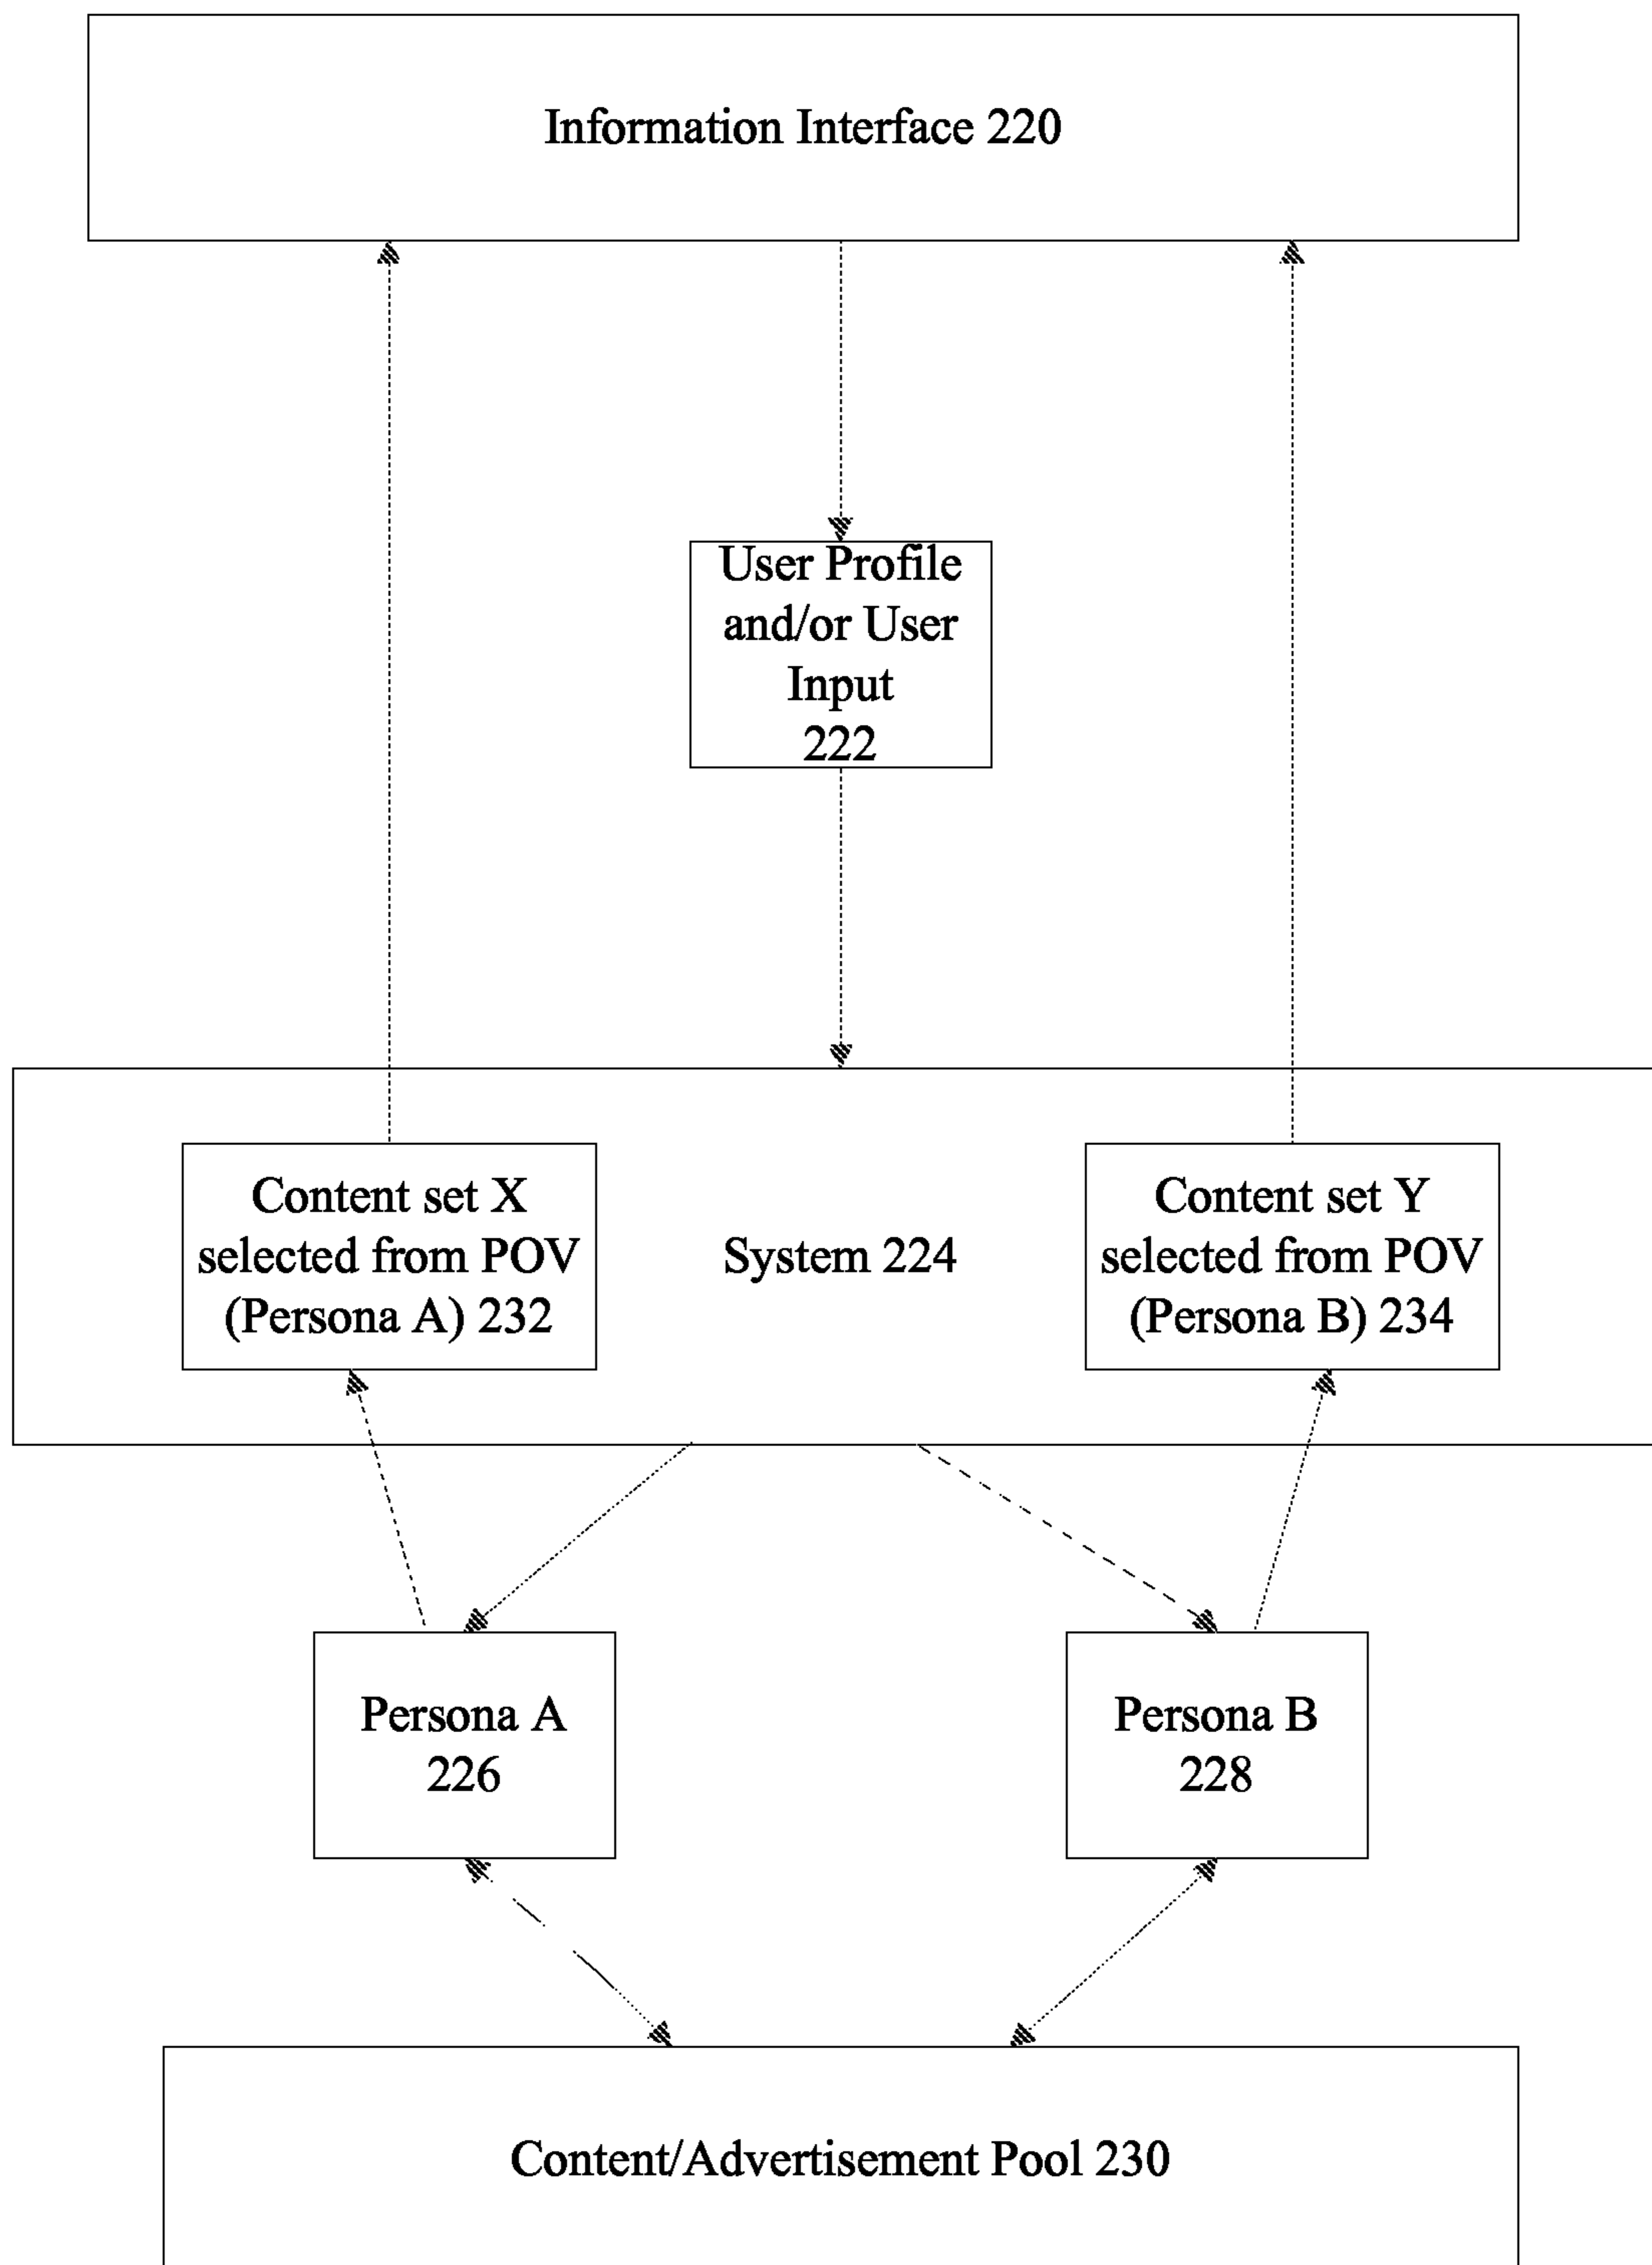 Information Interface 220
User Profile
and/or User
Input
222
Content set X
selected from POV
(Persona A) 232
System 224
Content set Y
selected from POV
(Persona B) 234
Persona A
226
Persona B
228
Content/Advertisement Pool 230